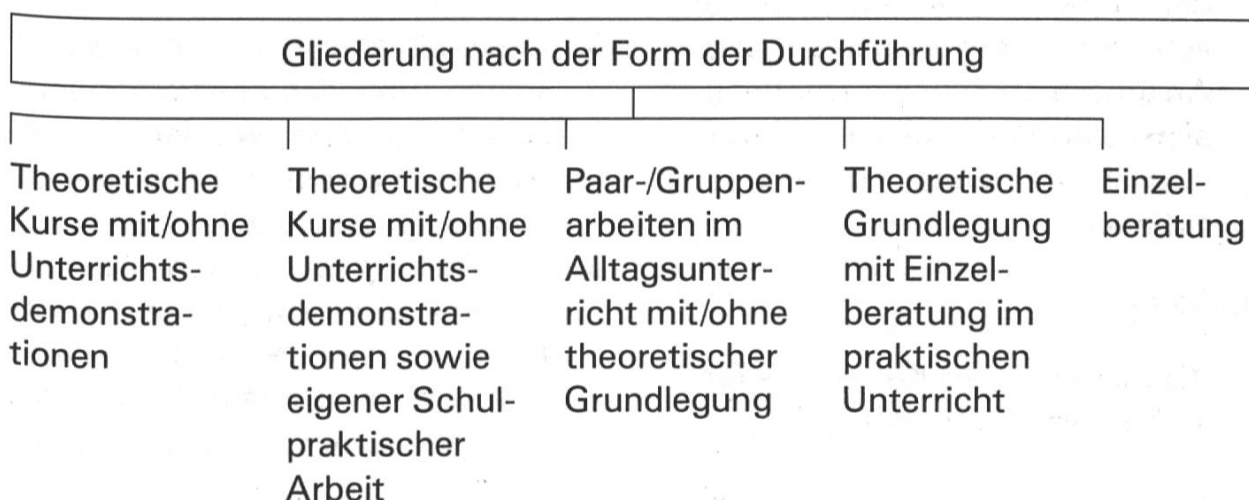 Gliederung nach der Form der Durchführung
Theoretische
Kurse mit/ohne
Unterrichts-
demonstra-
tionen
Theoretische
Kurse mit/ohne
Unterrichts-
demonstra-
tionen sowie
eigener Schul-
praktischer
Arbeit
Paar-/Gruppen-
arbeiten im
Alltagsunter-
richt mit/ohne
theoretischer
Grundlegung
Theoretische
Grundlegung
mit Einzel-
beratung im
praktischen
Unterricht
Einzel-
beratung